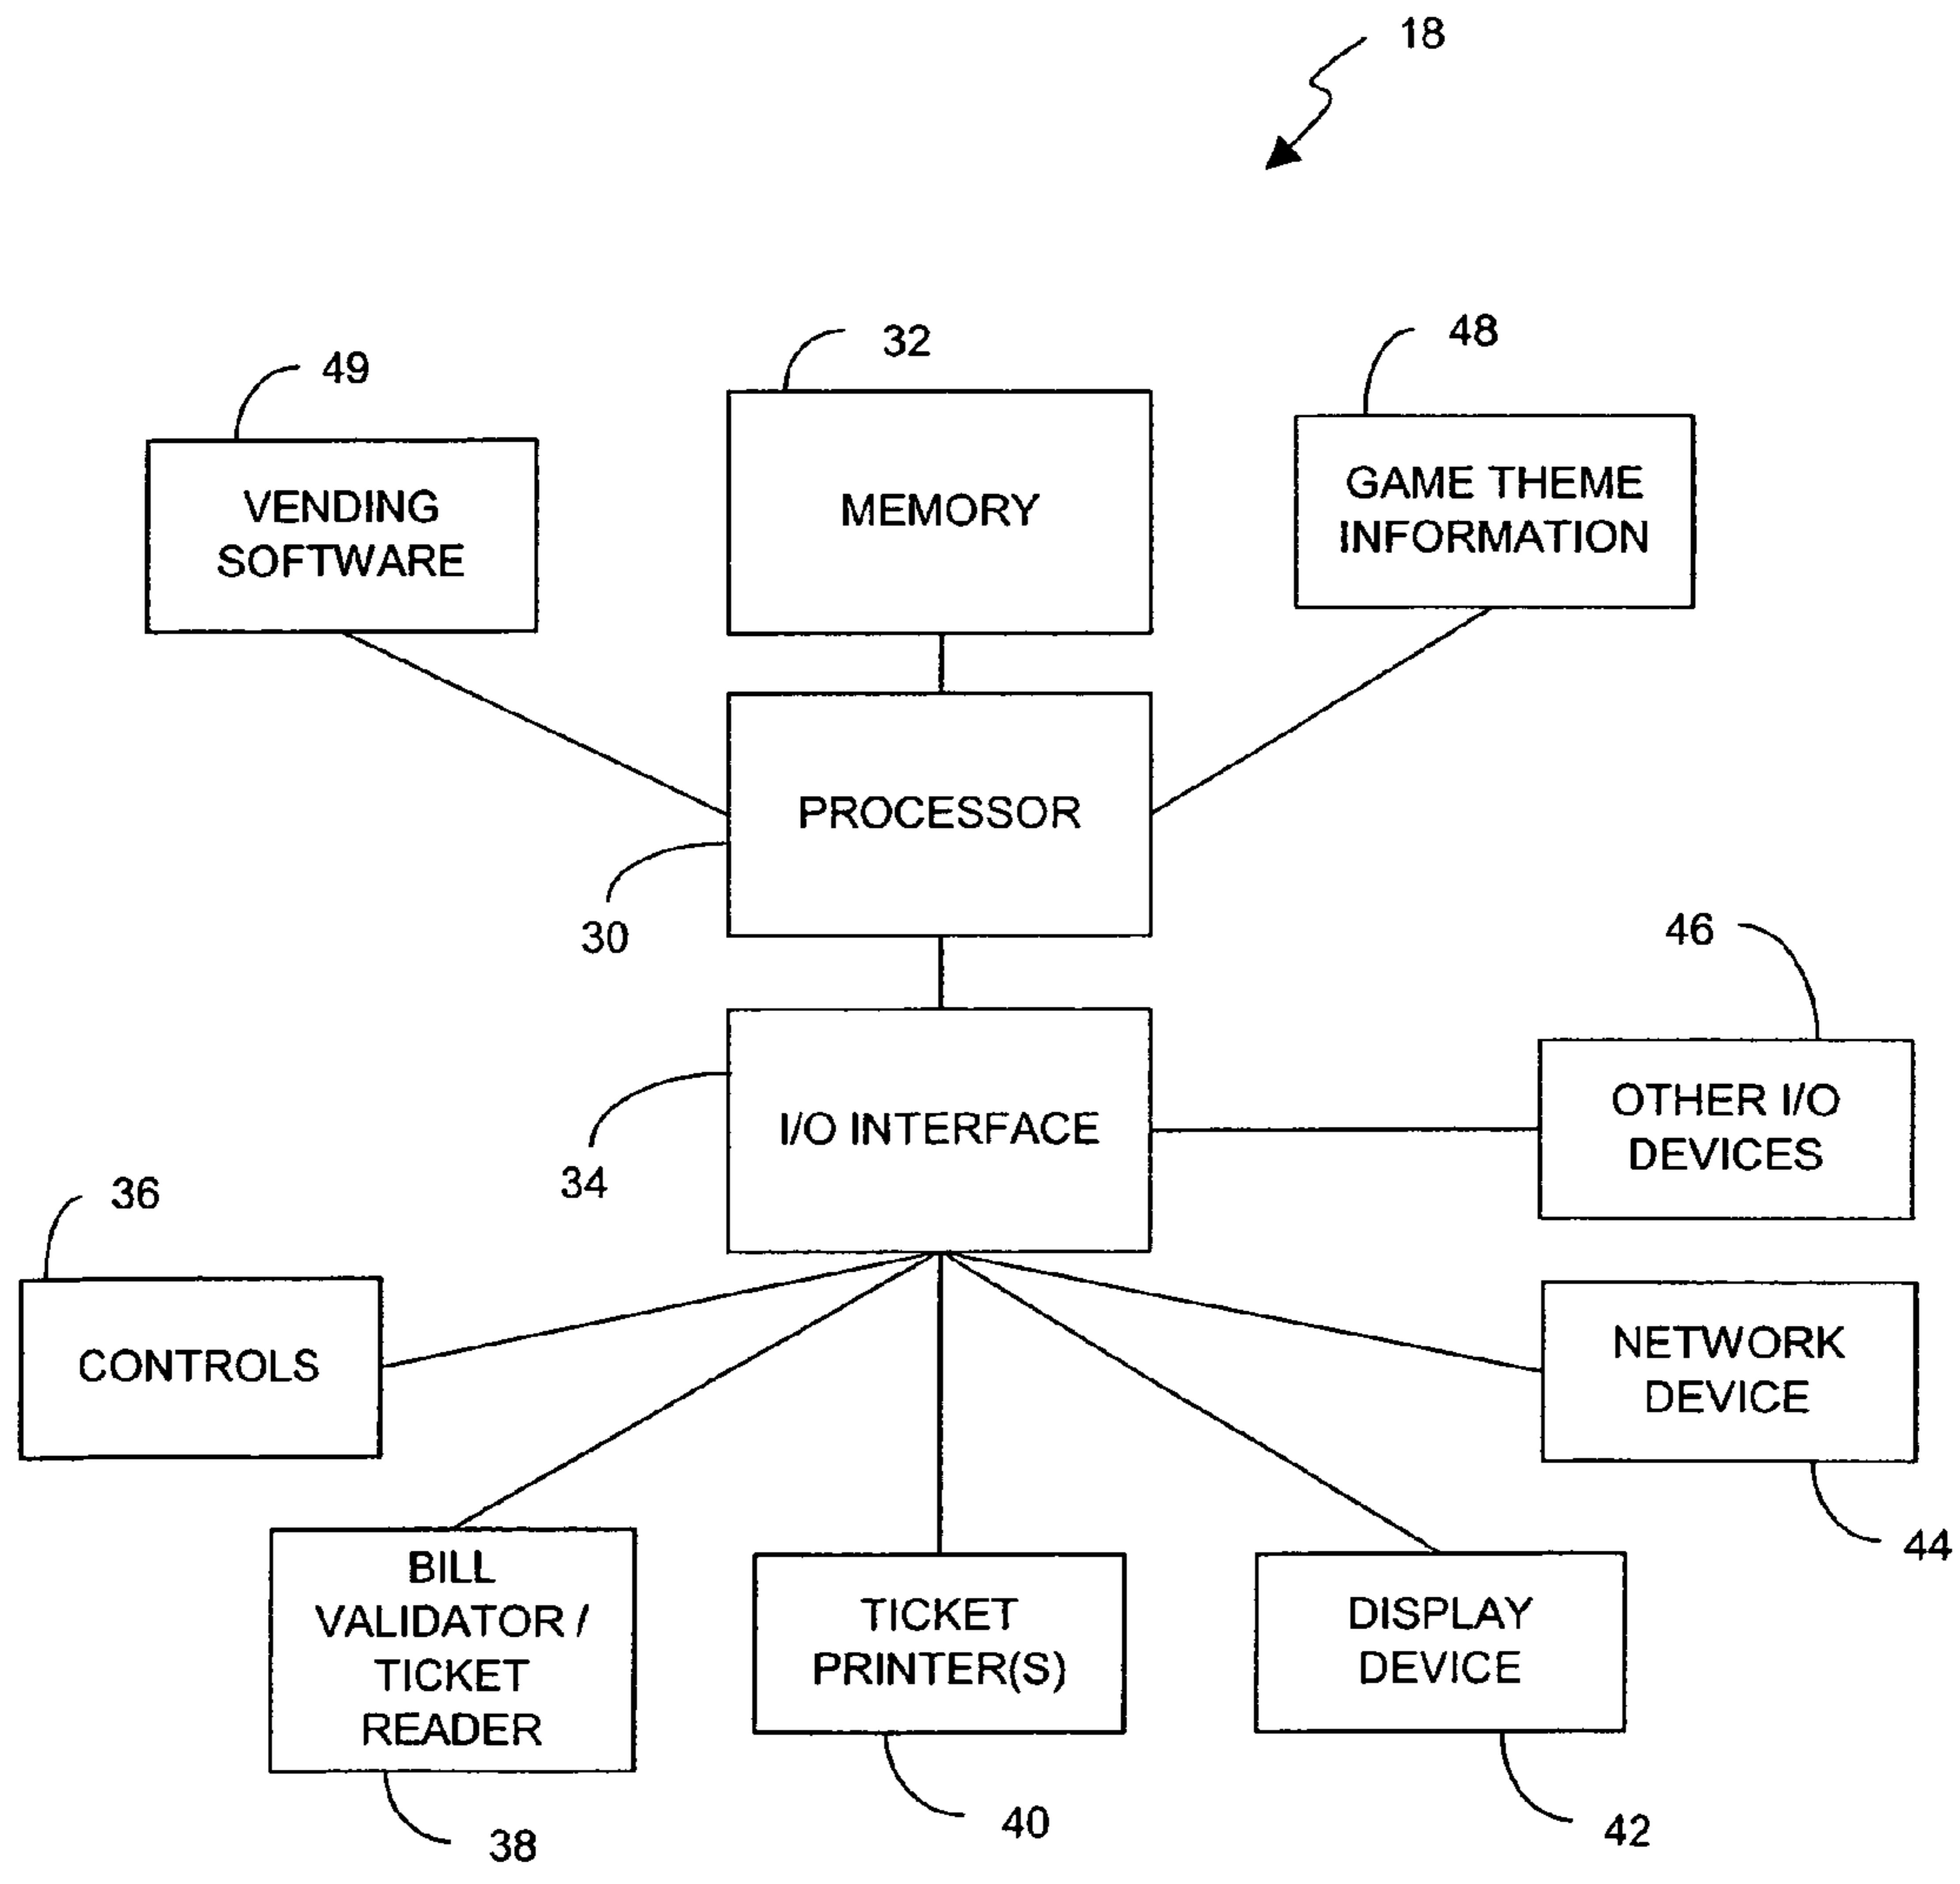 18
49
32
48
VENDING
SOFTWARE
MEMORY
GAME THEME
INFORMATION
PROCESSOR
30
46
I/O INTERFACE
34
OTHER I/O
DEVICES
36
CONTROLS
NETWORK
DEVICE
44
BILL
VALIDATOR /
TICKET
READER
38
TICKET
PRINTER(S)
40
DISPLAY
DEVICE
42